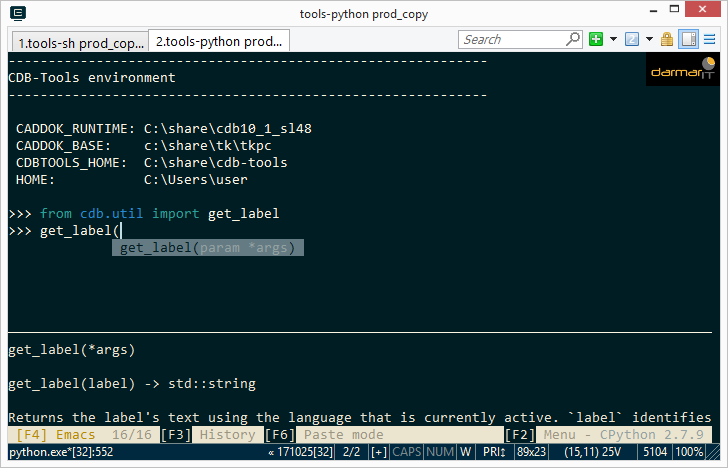 tools-python prod_copy
1.tools-sh prod_cop...
2.tools-python prod...
Search
2
darmarIT
----------------------------------------------------------
CDB-Tools environment
----------------------------------------------------------
CADDOK_RUNTIME: C:\share\cdb10_1_sl48
CADDOK_BASE: c:\share\tk\tkpc
CDBTOOLS_HOME: C:\share\cdb-tools
HOME: C:\Users\user
>>> from cdb.util import get_label
>>> get_label(
get_label(param *args)
get_label(*args)
get_label(label) -> std::string
Returns the label's text using the language that is currently active. `label` identifies
[F4] Emacs 16/16 [F3] History [F6] Paste mode [F2] Menu - CPython 2.7.9
python.exe*[32]:552 « 171025[32] 2/2 [+] CAPS NUM W PRI↕ 89x23 (15,11) 25V 5104 100%